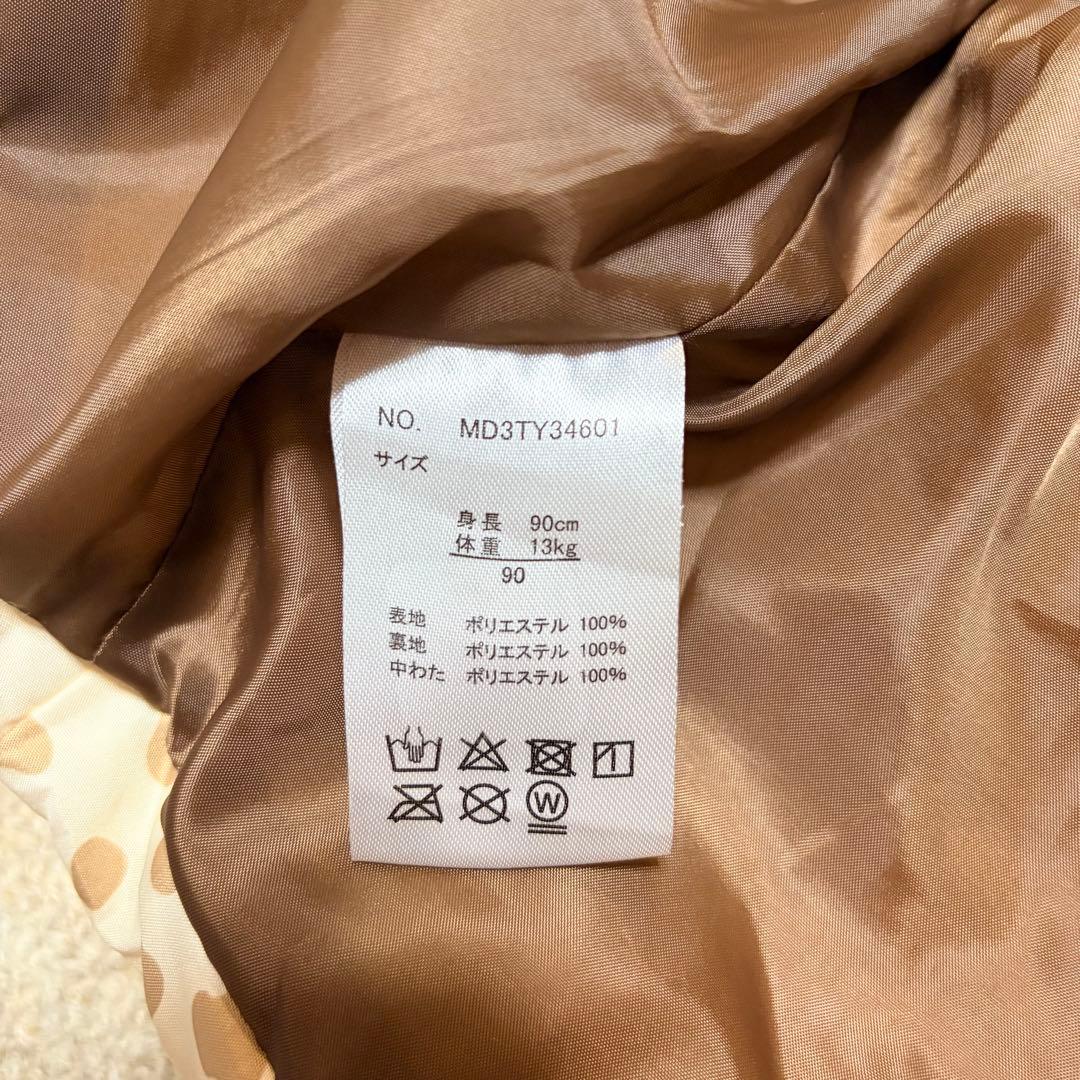 NO. MD3TY34601
サイズ
身長 90cm
体重 13kg
90
表地 ポリエステル 100%
裏地 ポリエステル 100%
中わた ポリエステル 100%
W